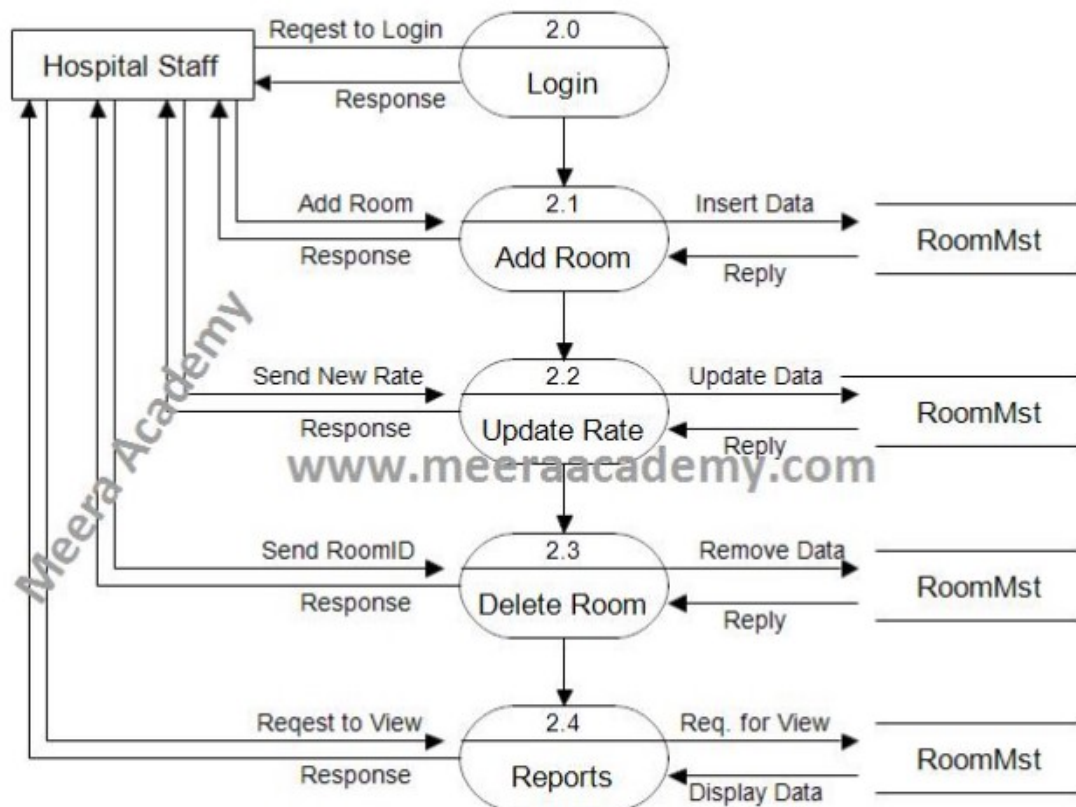 Reqest to Login
2.0
Hospital Staff
Login
Response
Add Room
2.1
Insert Data
RoomMst
Response
Add Room
Reply
Send New Rate
2.2
Update Data
RoomMst
Response
Update Rate
Reply
Meera Academy
www.meeraacademy.com
Send RoomID
2.3
Remove Data
RoomMst
Response
Delete Room
Reply
Reqest to View
2.4
Req. for View
RoomMst
Response
Reports
Display Data